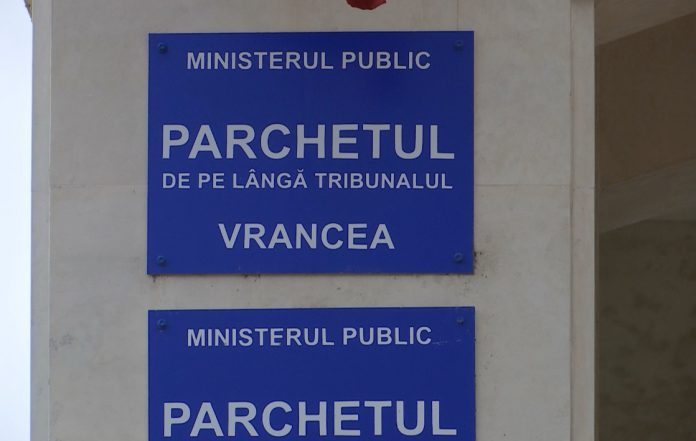 MINISTERUL PUBLIC
PARCHETUL
DE PE LÂNGĂ TRIBUNALUL
VRANCEA
MINISTERUL PUBLIC
PARCHETUL